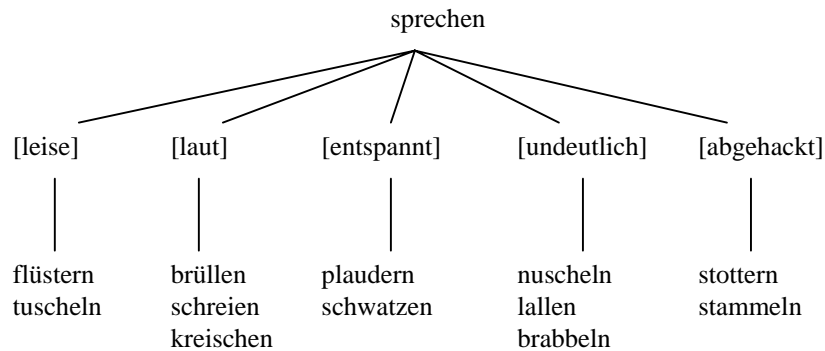 sprechen
[leise] [laut] [entspannt] [undeutlich] [abgehackt]
flüstern brüllen plaudern nuscheln stottern
tuscheln schreien schwatzen lallen stammeln
kreischen brabbeln